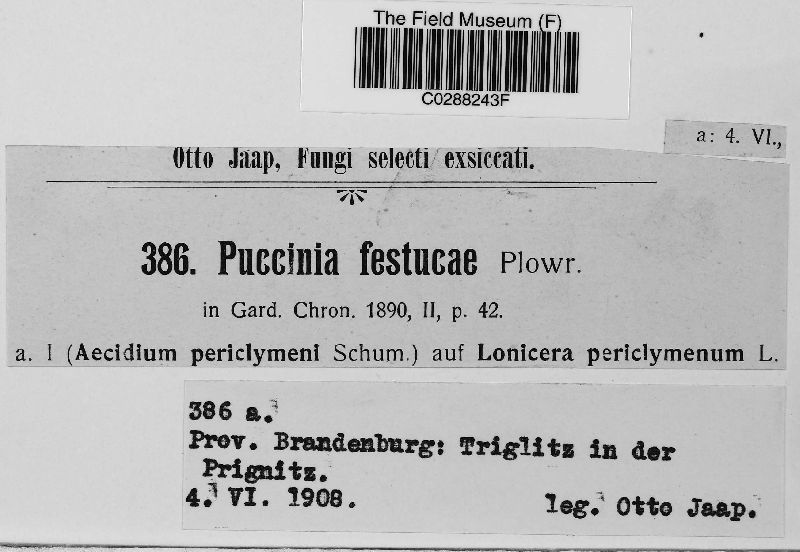 The Field Museum (F)
C0288243F
a: 4. VI.,
Otto Jaap, Fungi selecti exsiccati.
386. Puccinia festucae Plowr.
in Gard. Chron. 1890, II, p. 42.
a. I (Aecidium periclymeni Schum.) auf Lonicera periclymenum L.
386 a.
Prov. Brandenburg: Triglitz in der
Prignitz.
4. VI. 1908. leg. Otto Jaap.